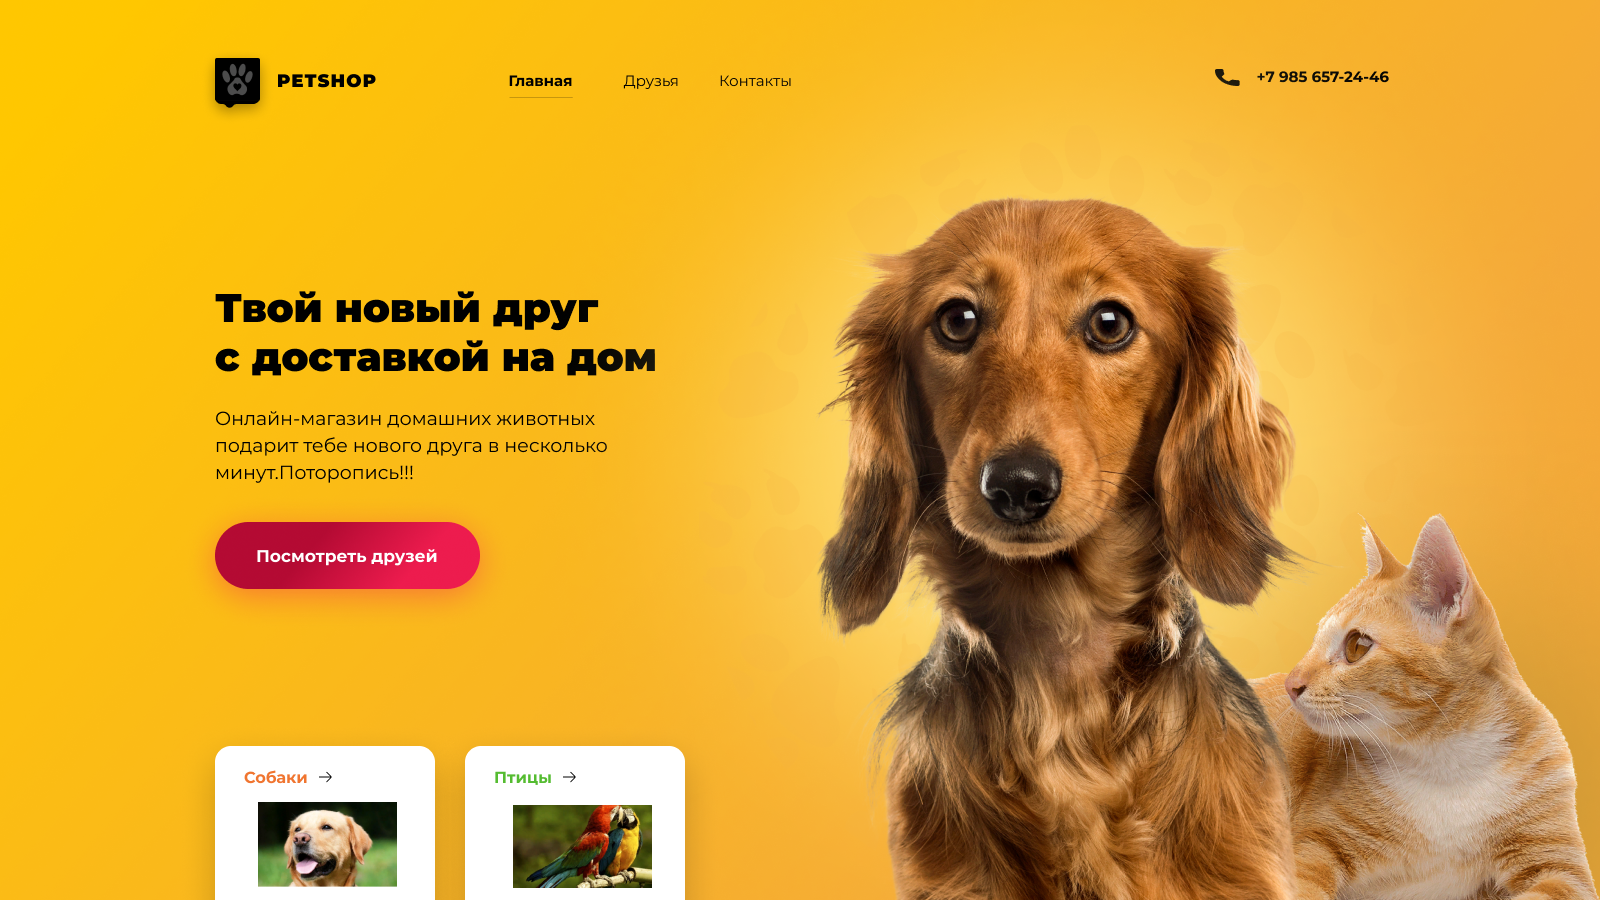 PETSHOP
Главная
Друзья
Контакты
+7 985 657-24-46
Твой новый друг
с доставкой на дом
Онлайн-магазин домашних животных
подарит тебе нового друга в несколько
минут.Поторопись!!!
Посмотреть друзей
Собаки →
Птицы →